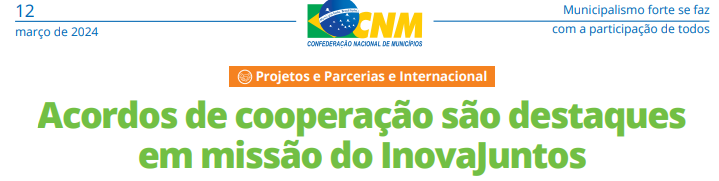 12
março de 2024
CNM
CONFEDERAÇÃO NACIONAL DE MUNICÍPIOS
Municipalismo forte se faz
com a participação de todos
Projetos e Parcerias e Internacional
Acordos de cooperação são destaques
em missão do InovaJuntos